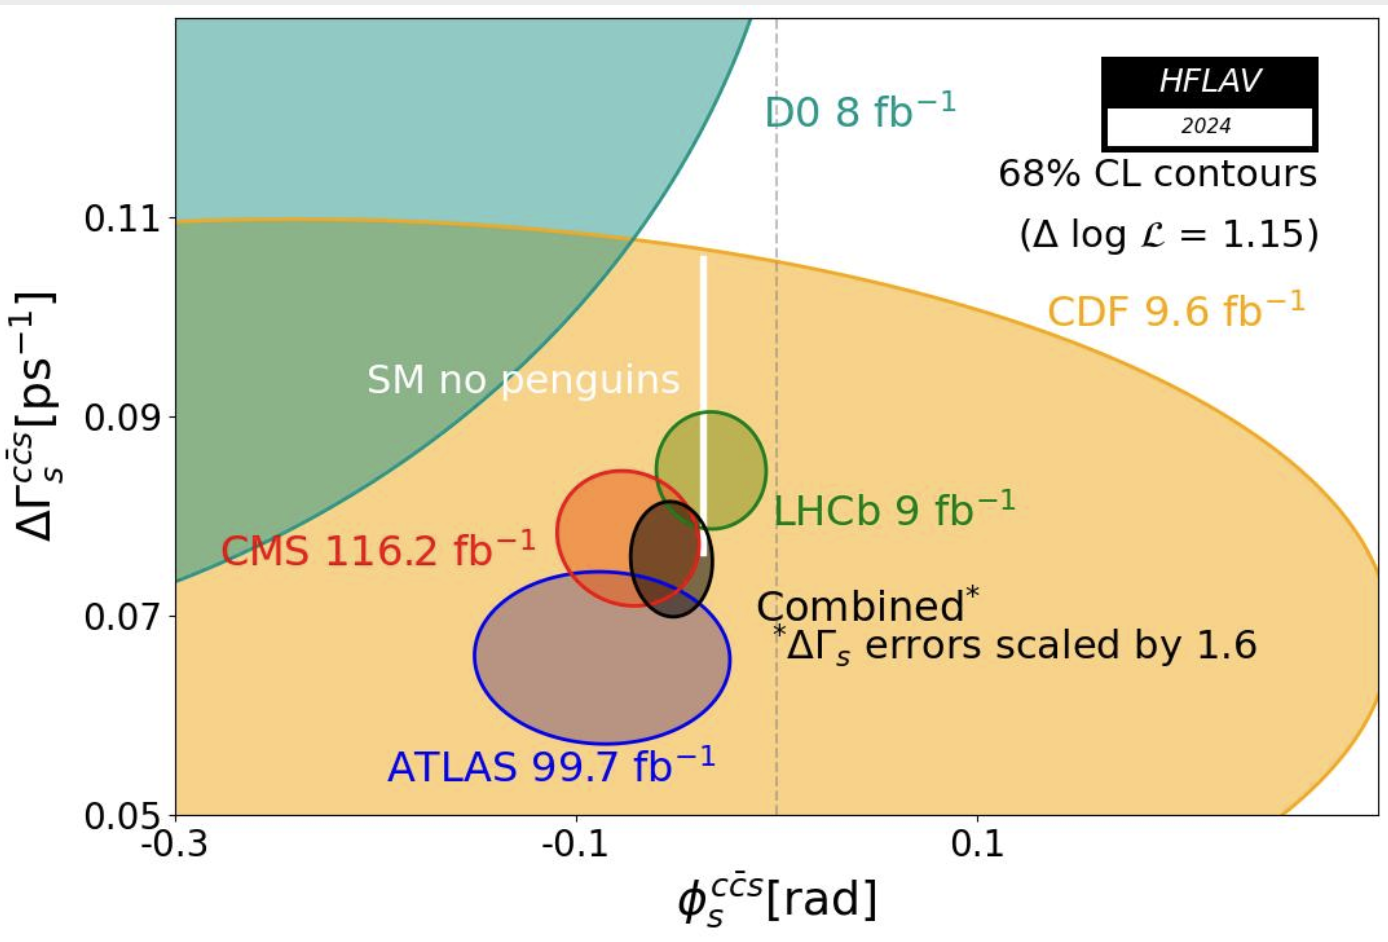 HFLAV
2024
D0 8 fb⁻¹
68% CL contours
(Δ log ℒ = 1.15)
CDF 9.6 fb⁻¹
SM no penguins
LHCb 9 fb⁻¹
CMS 116.2 fb⁻¹
Combined*
*ΔΓₛ errors scaled by 1.6
ATLAS 99.7 fb⁻¹
0.11
0.09
0.07
0.05
-0.3 -0.1 0.1
ΔΓₛ^{cc̄s}[ps⁻¹]
ϕₛ^{cc̄s}[rad]